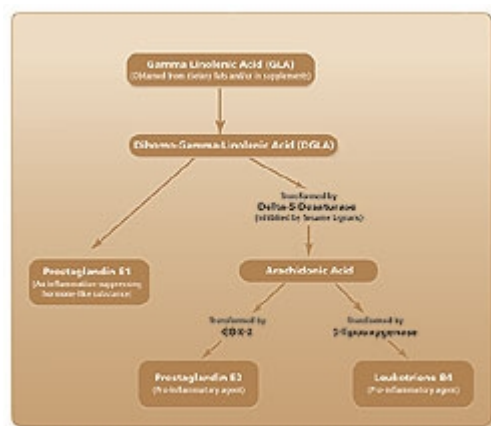 Gamma Linolenic Acid (GLA)
(Obtained from dietary fats and/or in supplements)
Dihomo-Gamma-Linolenic Acid (DGLA)
Transformed by
Delta-5-Desaturase
(Inhibited by Sesame Lignans)
Prostaglandin E1
(An inflammation suppressing
hormone-like substance)
Arachidonic Acid
Transformed by
COX-2
Transformed by
5-lipoxygenase
Prostaglandin E2
(Pro-inflammatory agent)
Leukotriene B4
(Pro-inflammatory agent)